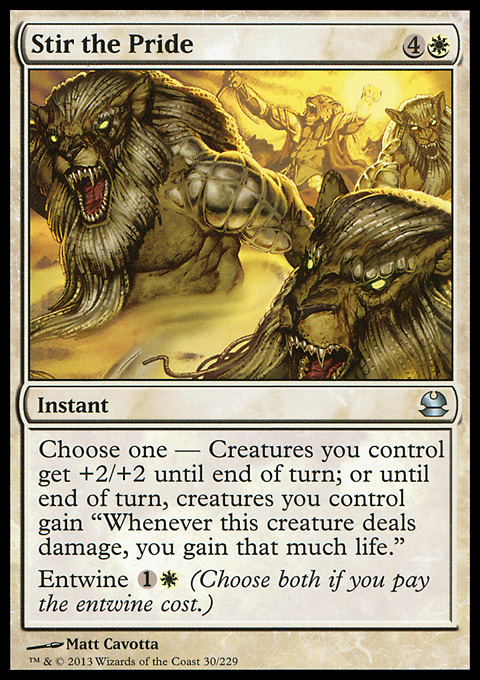 Stir the Pride 4
Instant
Choose one — Creatures you control
get +2/+2 until end of turn; or until
end of turn, creatures you control
gain “Whenever this creature deals
damage, you gain that much life.”
Entwine 1 (Choose both if you pay
the entwine cost.)
Matt Cavotta
™ & © 2013 Wizards of the Coast 30/229